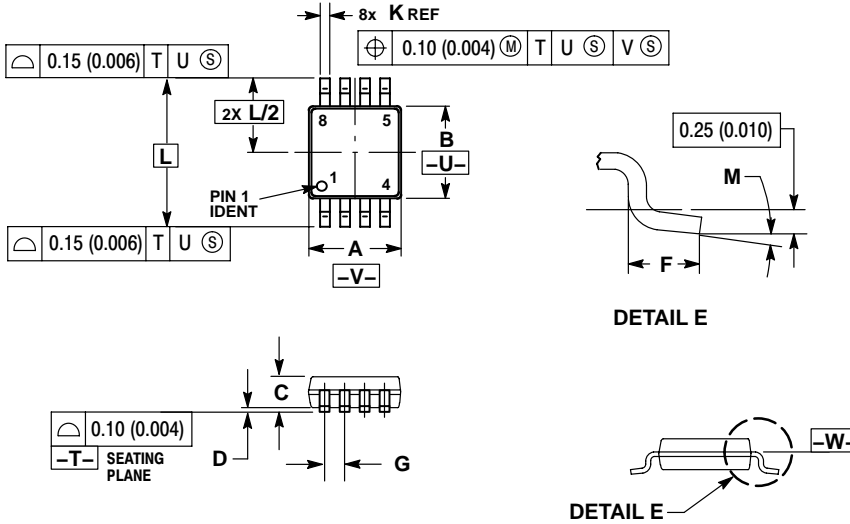 8x K REF
⌓ 0.15 (0.006) T U Ⓢ
⌖ 0.10 (0.004) Ⓜ T U Ⓢ V Ⓢ
2X L/2
8 5
B
-U-
L
1
4
PIN 1
IDENT
⌓ 0.15 (0.006) T U Ⓢ
A
-V-
0.25 (0.010)
M
F
DETAIL E
C
⌓ 0.10 (0.004)
-T- SEATING
PLANE
D
G
-W-
DETAIL E